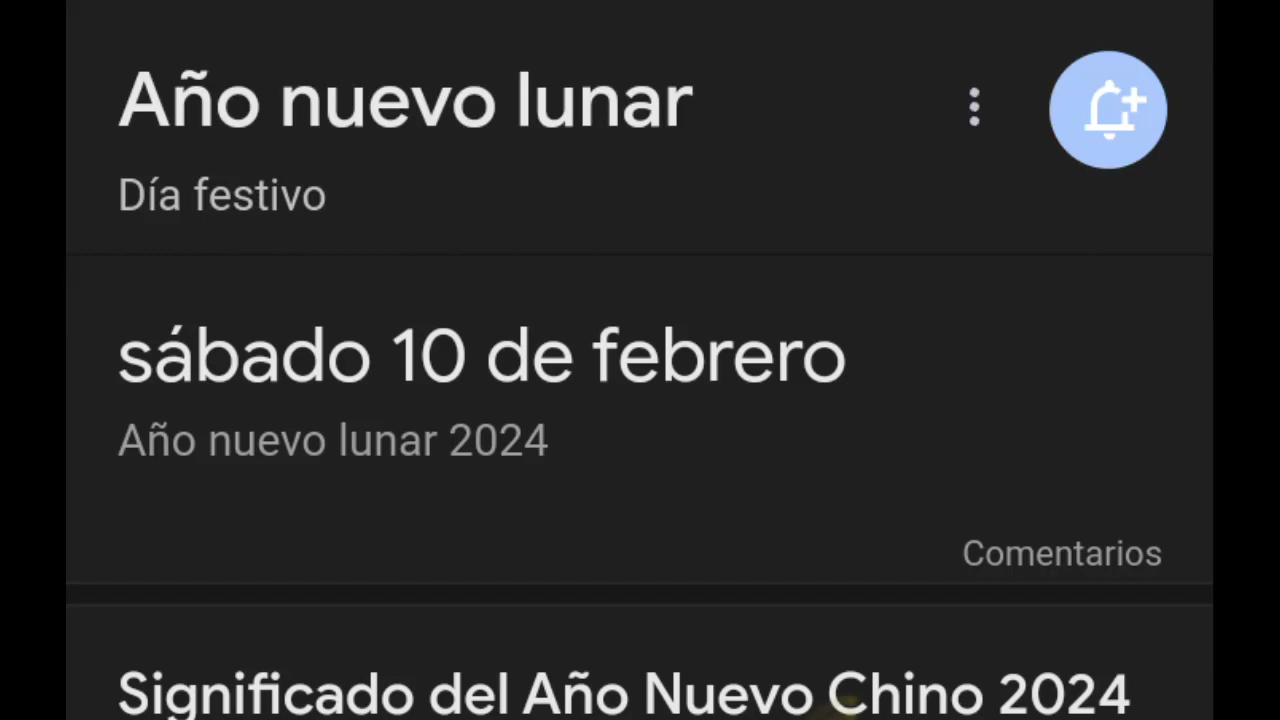 Año nuevo lunar
Día festivo
sábado 10 de febrero
Año nuevo lunar 2024
Comentarios
Significado del Año Nuevo Chino 2024